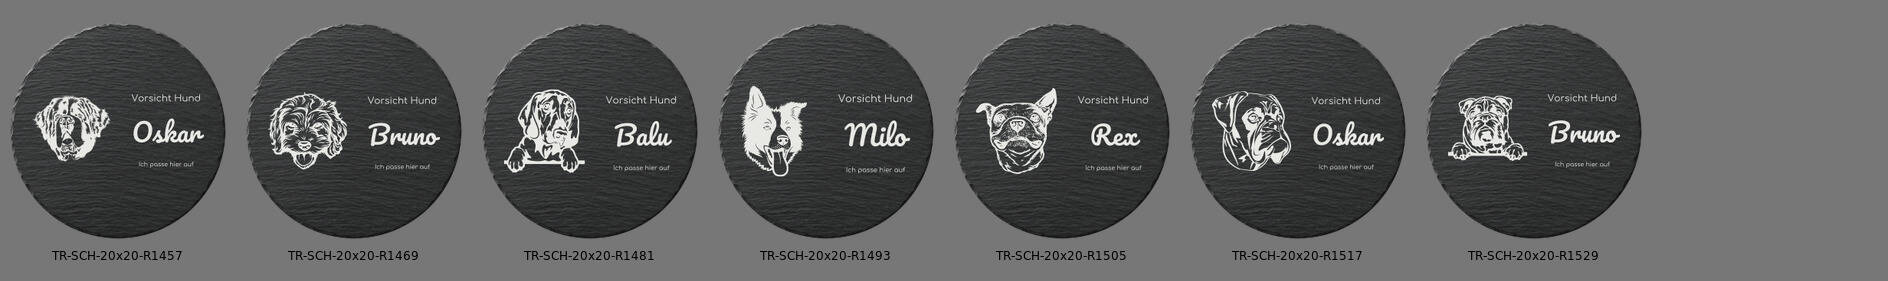 Vorsicht Hund
Oskar
Ich passe hier auf
TR-SCH-20x20-R1457
Vorsicht Hund
Bruno
Ich passe hier auf
TR-SCH-20x20-R1469
Vorsicht Hund
Balu
Ich passe hier auf
TR-SCH-20x20-R1481
Vorsicht Hund
Milo
Ich passe hier auf
TR-SCH-20x20-R1493
Vorsicht Hund
Rex
Ich passe hier auf
TR-SCH-20x20-R1505
Vorsicht Hund
Oskar
Ich passe hier auf
TR-SCH-20x20-R1517
Vorsicht Hund
Bruno
Ich passe hier auf
TR-SCH-20x20-R1529